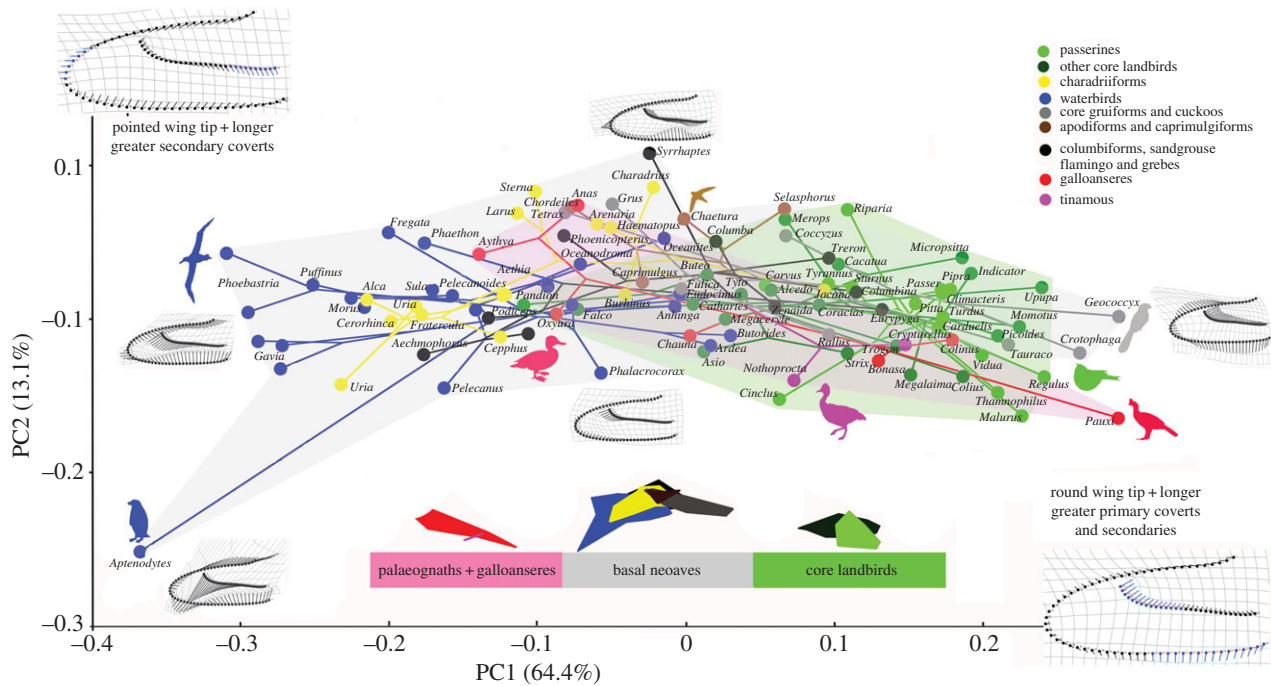 pointed wing tip + longer
greater secondary coverts
passerines
other core landbirds
charadriiforms
waterbirds
core gruiforms and cuckoos
apodiforms and caprimulgiforms
columbiforms, sandgrouse
flamingo and grebes
galloanseres
tinamous
PC2 (13.1%)
0.1
–0.1
–0.2
–0.3
Syrrhaptes
Charadrius
Sterna
Chordeiles
Anas
Grus
Selasphorus
Riparia
Larus
Tetrax
Arenaria
Chaetura
Merops
Fregata
Phaethon
Phoenicopterus
Haematopus
Columba
Coccyzus
Aythya
Oceanodroma
Oceanites
Treron
Micropsitta
Puffinus
Aethia
Caprimulgus
Buteo
Cacatua
Indicator
Phoebastria
Alca
Sula
Pelecanoides
Fulica
Tyto
Corvus
Tyrannus
Sturnus
Passer
Pipra
Upupa
Geococcyx
Morus
Uria
Pandion
Burhinus
Eudocimus
Alcedo
Jacana
Columbina
Climacteris
Cerorhinca
Fratercula
Podiceps
Falco
Anhinga
Cathartes
Zenaida
Coracias
Pitta
Turdus
Momotus
Oxyura
Megaceryle
Eurypyga
Carduelis
Picoides
Crotophaga
Gavia
Aechmophorus
Cepphus
Chauna
Butorides
Rallus
Crypturellus
Colinus
Tauraco
Ardea
Asio
Strix
Trogon
Bonasa
Vidua
Uria
Pelecanus
Phalacrocorax
Nothoprocta
Megalaima
Colius
Regulus
Cinclus
Thamnophilus
Malurus
Pauxi
Aptenodytes
round wing tip + longer
greater primary coverts
and secondaries
palaeognaths + galloanseres
basal neoaves
core landbirds
–0.4
–0.3
–0.2
–0.1
0
0.1
0.2
PC1 (64.4%)